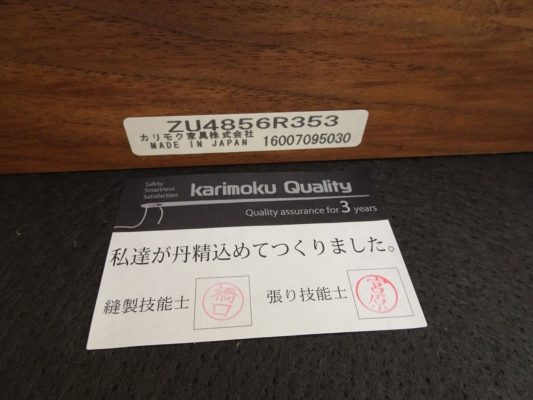 ZU4856R353
カリモク家具株式会社
MADE IN JAPAN 16007095030
Safety
Smartness
Satisfaction
karimoku Quality
Quality assurance for 3 years
私達が丹精込めてつくりました。
縫製技能士 橋口 張り技能士 宮原